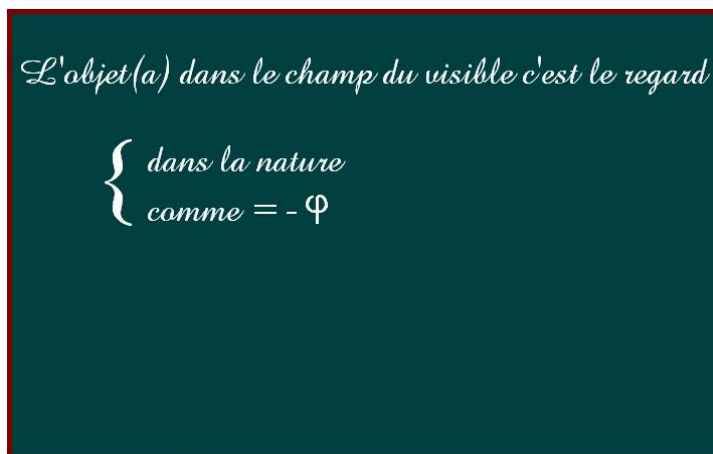 L'objet(a) dans le champ du visible c'est le regard
{ dans la nature
comme = - φ